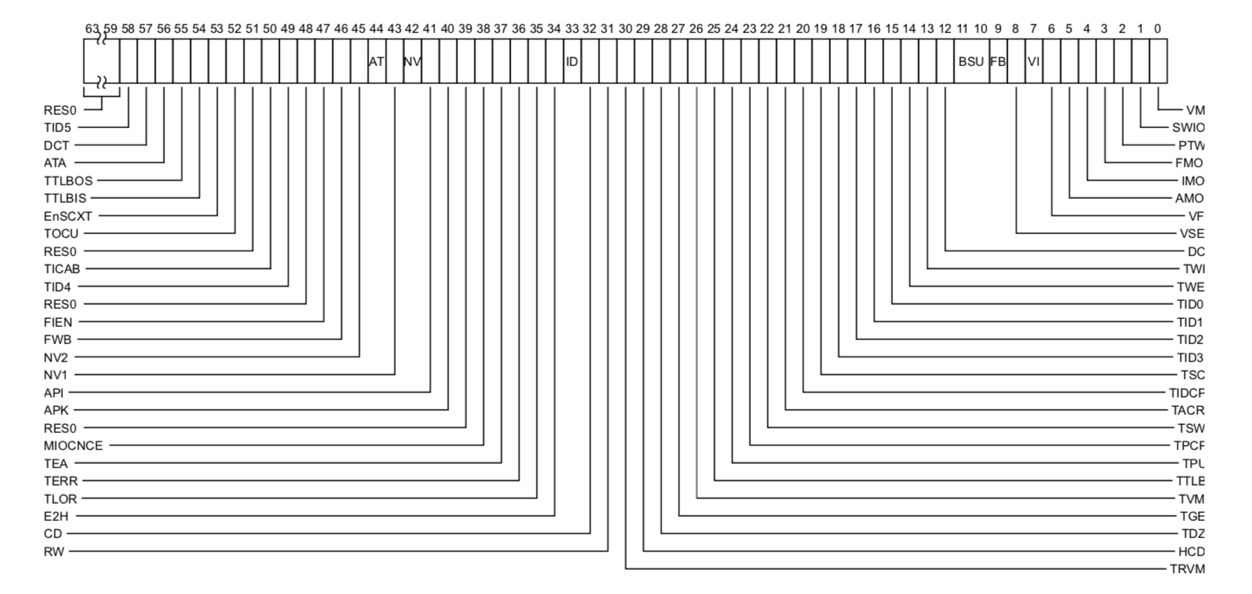 63 59 58 57 56 55 54 53 52 51 50 49 48 47 46 45 44 43 42 41 40 39 38 37 36 35 34 33 32 31 30 29 28 27 26 25 24 23 22 21 20 19 18 17 16 15 14 13 12 11 10 9 8 7 6 5 4 3 2 1 0
AT NV ID BSU FB VI
RES0 VM
TID5 SWIO
DCT PTW
ATA FMO
TTLBOS IMO
TTLBIS AMO
EnSCXT VF
TOCU VSE
RES0 DC
TICAB TWI
TID4 TWE
RES0 TID0
FIEN TID1
FWB TID2
NV2 TID3
NV1 TSC
API TIDCP
APK TACR
RES0 TSW
MIOCNCE TPCP
TEA TPU
TERR TTLB
TLOR TVM
E2H TGE
CD TDZ
RW HCD
TRVM